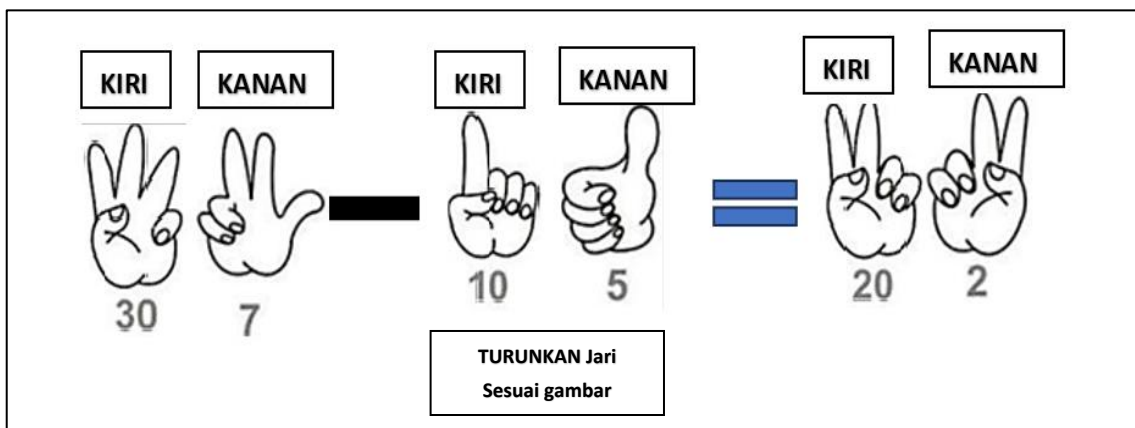 KIRI KANAN KIRI KANAN KIRI KANAN
30 7 10 5 20 2
TURUNKAN Jari
Sesuai gambar